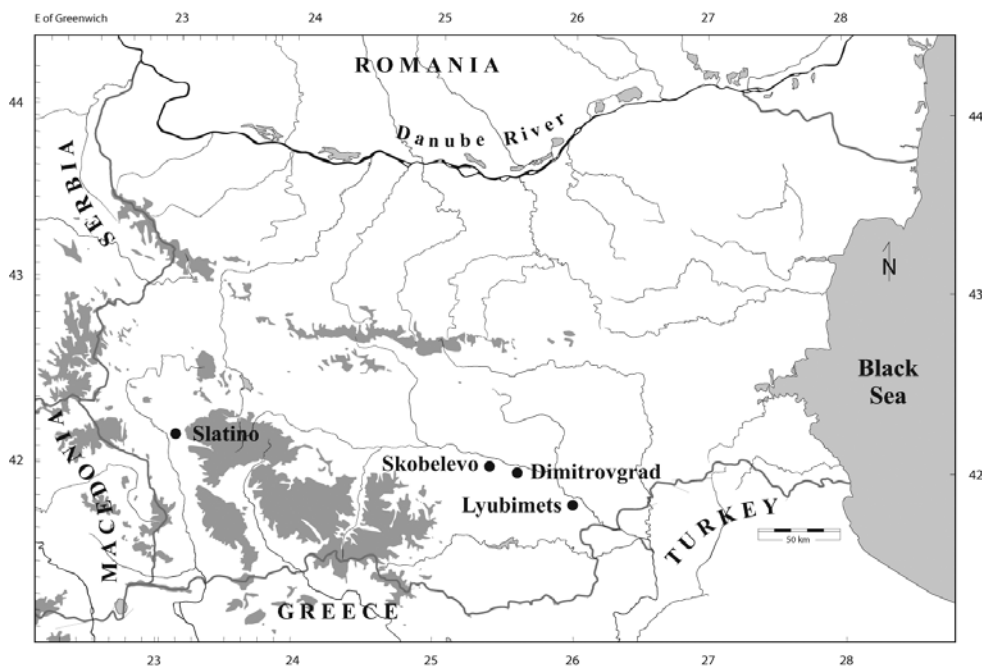 E of Greenwich
23
24
25
26
27
28
ROMANIA
44
44
Danube River
SERBIA
43
N
43
Black
Sea
MACEDONIA
Slatino
42
Skobelevo
Dimitrovgrad
42
Lyubimets
TURKEY
50 km
GREECE
23
24
25
26
27
28